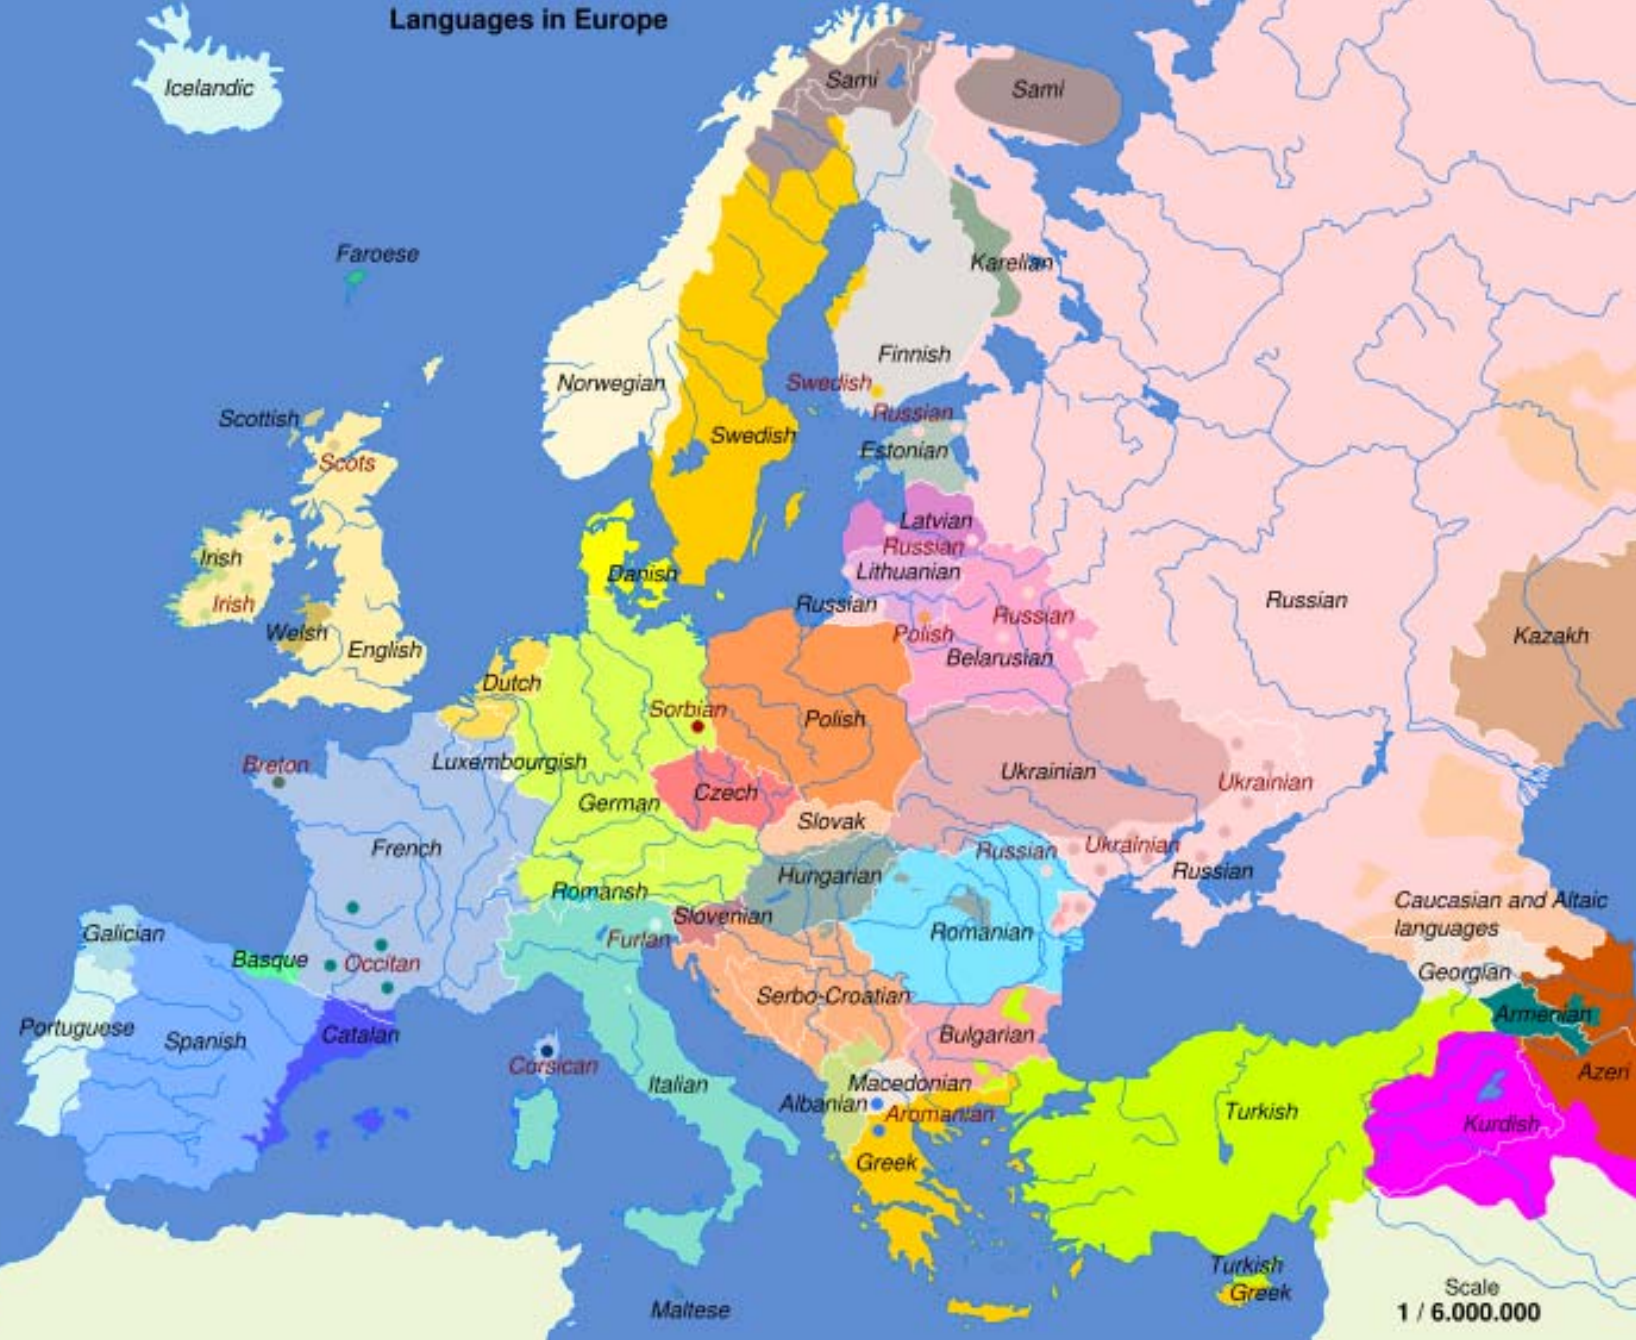 Languages in Europe
Icelandic
Sami
Sami
Faroese
Karelian
Finnish
Norwegian
Swedish
Russian
Scottish
Swedish
Estonian
Scots
Latvian
Russian
Irish
Danish
Lithuanian
Irish
Russian
Russian
Russian
Welsh
Polish
Kazakh
English
Belarusian
Dutch
Sorbian
Polish
Breton
Luxembourgish
Ukrainian
Ukrainian
Czech
German
Slovak
French
Russian
Ukrainian
Russian
Hungarian
Romansh
Caucasian and Altaic
languages
Slovenian
Galician
Furlan
Romanian
Basque
Occitan
Georgian
Serbo-Croatian
Armenian
Portuguese
Spanish
Catalan
Bulgarian
Corsican
Azeri
Italian
Macedonian
Albanian
Aromanian
Turkish
Kurdish
Greek
Turkish
Greek
Maltese
Scale
1 / 6.000.000